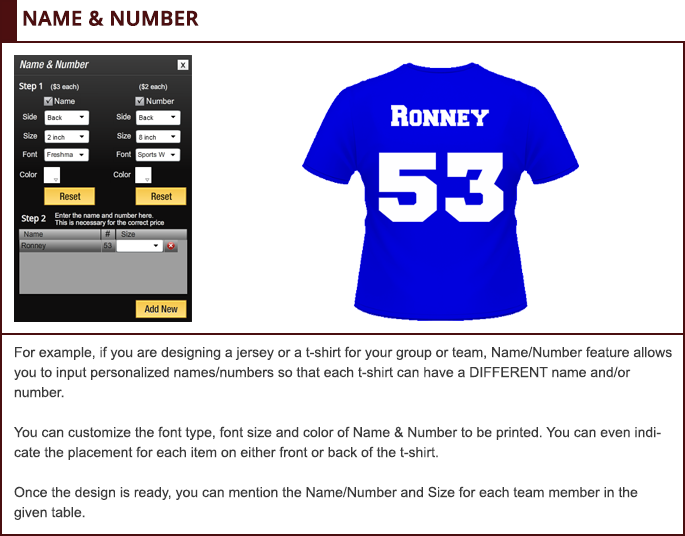 NAME & NUMBER
Name & Number x
Step 1 ($3 each) ($2 each)
Name Number
Side Back Side Back
Size 2 inch Size 8 inch
Font Freshma Font Sports W
Color Color
Reset Reset
Step 2 Enter the name and number here.
This is necessary for the correct price
Name # Size
Ronney 53
Add New
RONNEY
53
For example, if you are designing a jersey or a t-shirt for your group or team, Name/Number feature allows
you to input personalized names/numbers so that each t-shirt can have a DIFFERENT name and/or
number.
You can customize the font type, font size and color of Name & Number to be printed. You can even indi-
cate the placement for each item on either front or back of the t-shirt.
Once the design is ready, you can mention the Name/Number and Size for each team member in the
given table.